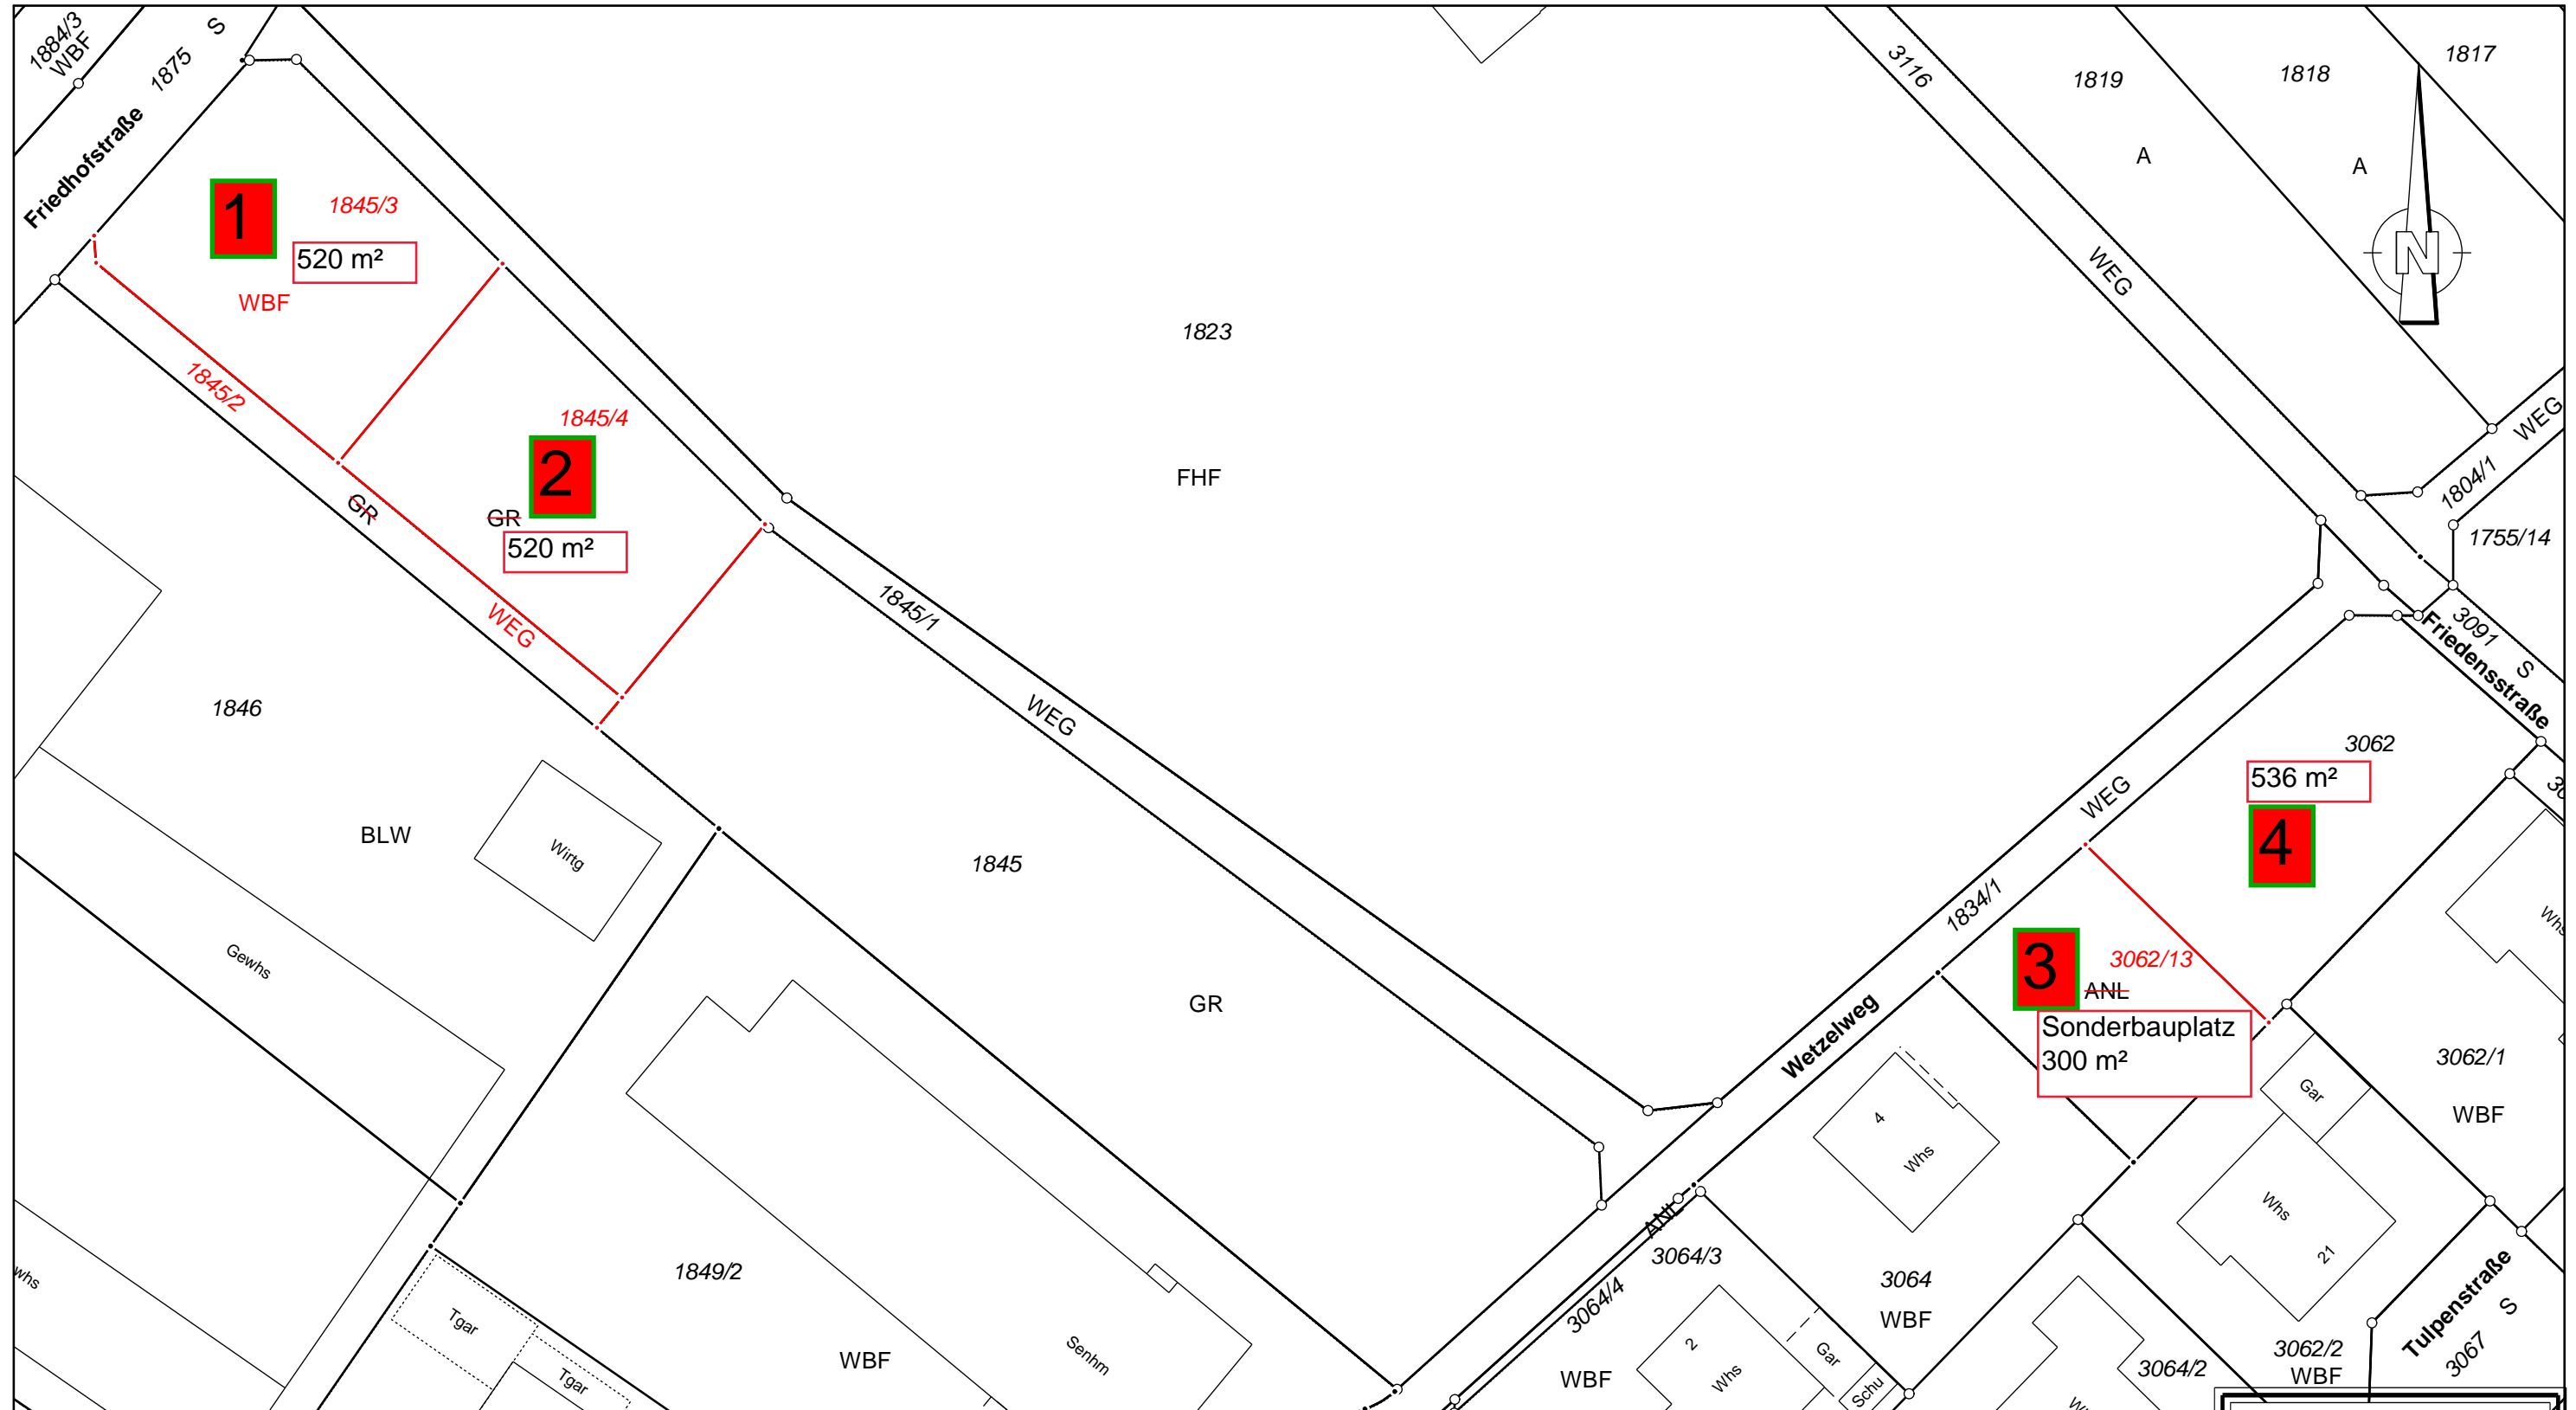 1884/3
WBF
1875
S
Friedhofstraße
1
1845/3
520 m²
WBF
1845/2
GR
1845/4
2
GR
520 m²
WEG
1823
FHF
1845/1
WEG
1846
BLW
Wirtg
Gewhs
1845
GR
1849/2
WBF
Senhm
Tgar
Tgar
whs
3116
WEG
1819
A
1818
A
1817
N
WEG
1804/1
1755/14
3091
S
Friedensstraße
3062
536 m²
4
WEG
1834/1
Wetzelweg
3
3062/13
ANL
Sonderbauplatz
300 m²
Gar
3062/1
WBF
Whs
4
Whs
Whs
21
ANL
3064/3
3064/4
3064
WBF
2
Whs
Gar
Schu
WBF
3064/2
3062/2
WBF
Tulpenstraße
3067
S